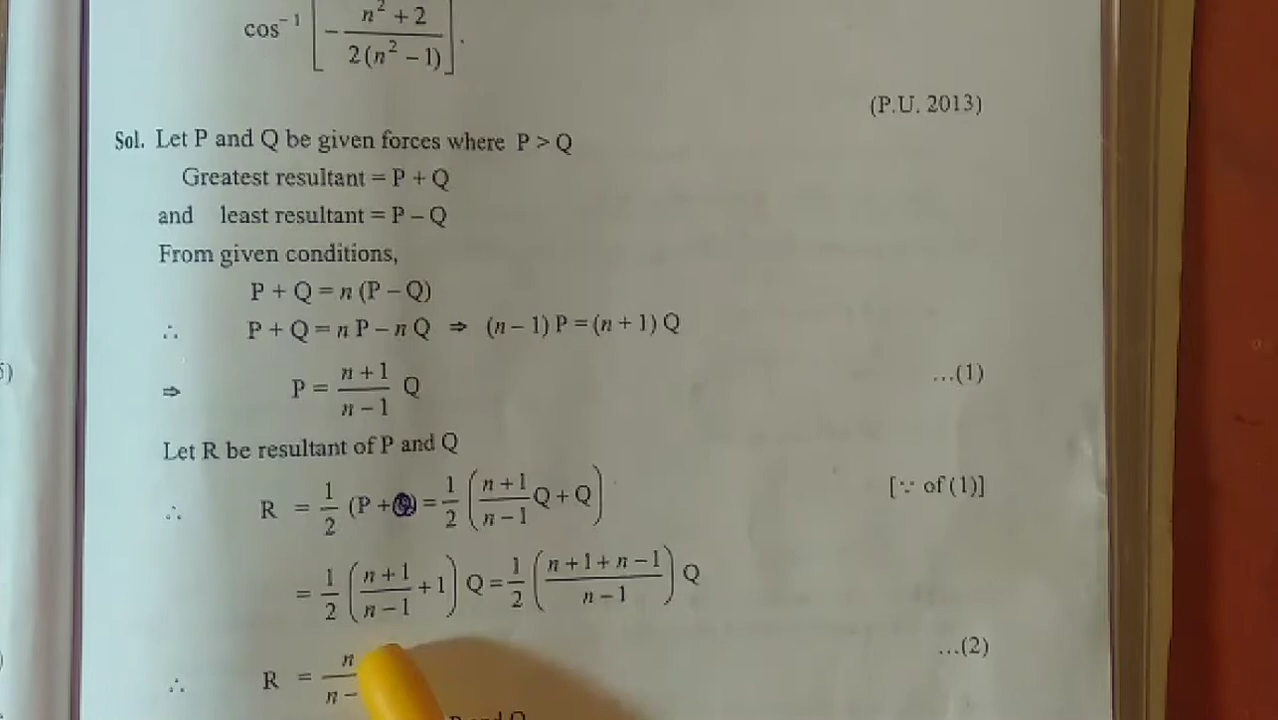 cos⁻¹ [− n² + 2 / 2(n² − 1)].
(P.U. 2013)
Sol. Let P and Q be given forces where P > Q
Greatest resultant = P + Q
and least resultant = P − Q
From given conditions,
P + Q = n (P − Q)
∴ P + Q = n P − n Q ⇒ (n − 1) P = (n + 1) Q
⇒ P = n + 1 / n − 1 Q ...(1)
Let R be resultant of P and Q
∴ R = 1/2 (P + Q) = 1/2 (n + 1 / n − 1 Q + Q) [∵ of (1)]
= 1/2 (n + 1 / n − 1 + 1) Q = 1/2 (n + 1 + n − 1 / n − 1) Q
∴ R = n / n − ...(2)